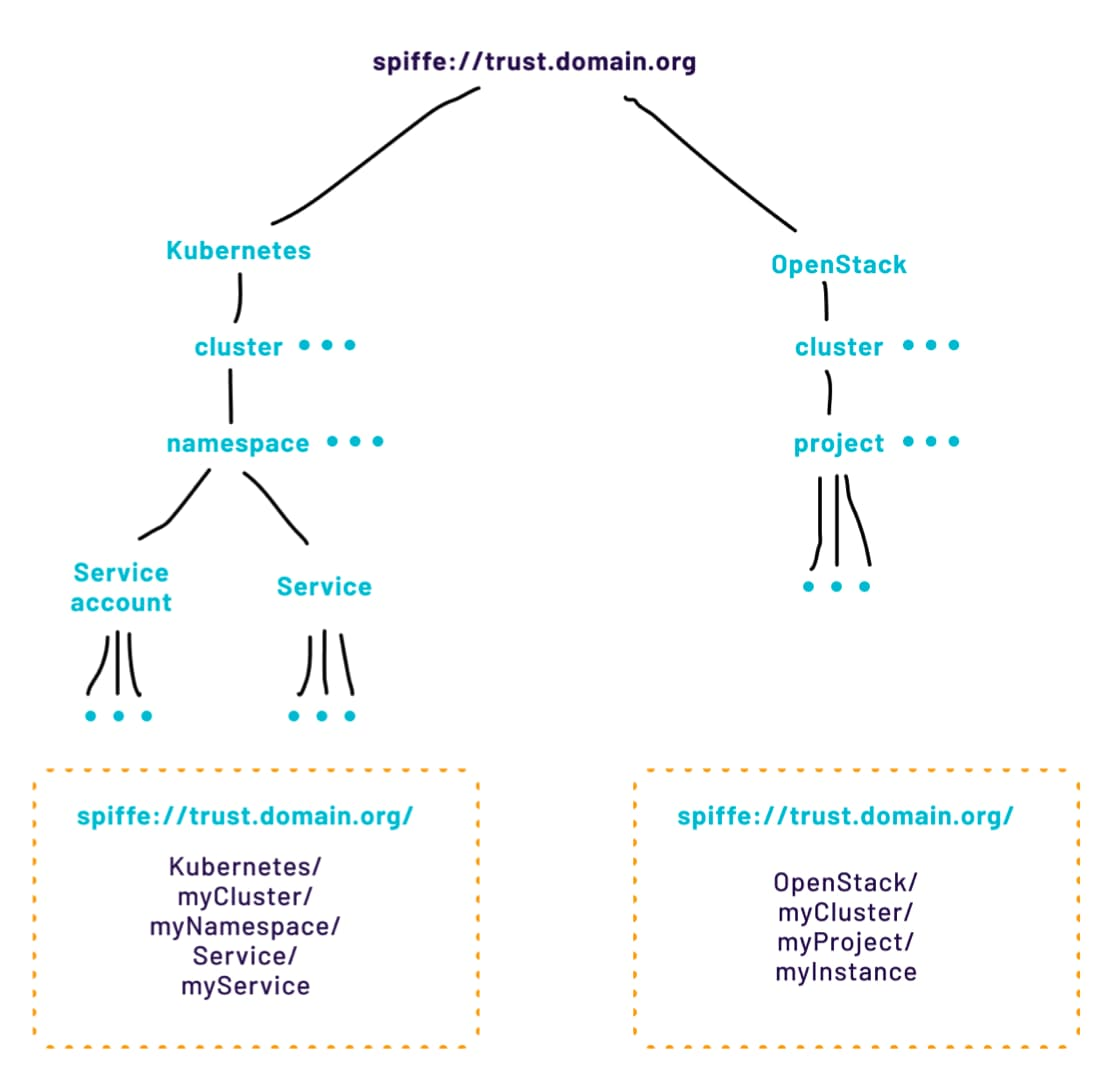 spiffe://trust.domain.org
Kubernetes
OpenStack
cluster • • •
cluster • • •
namespace • • •
project • • •
Service
account
Service
• • •
• • •
• • •
spiffe://trust.domain.org/
Kubernetes/
myCluster/
myNamespace/
Service/
myService
spiffe://trust.domain.org/
OpenStack/
myCluster/
myProject/
myInstance